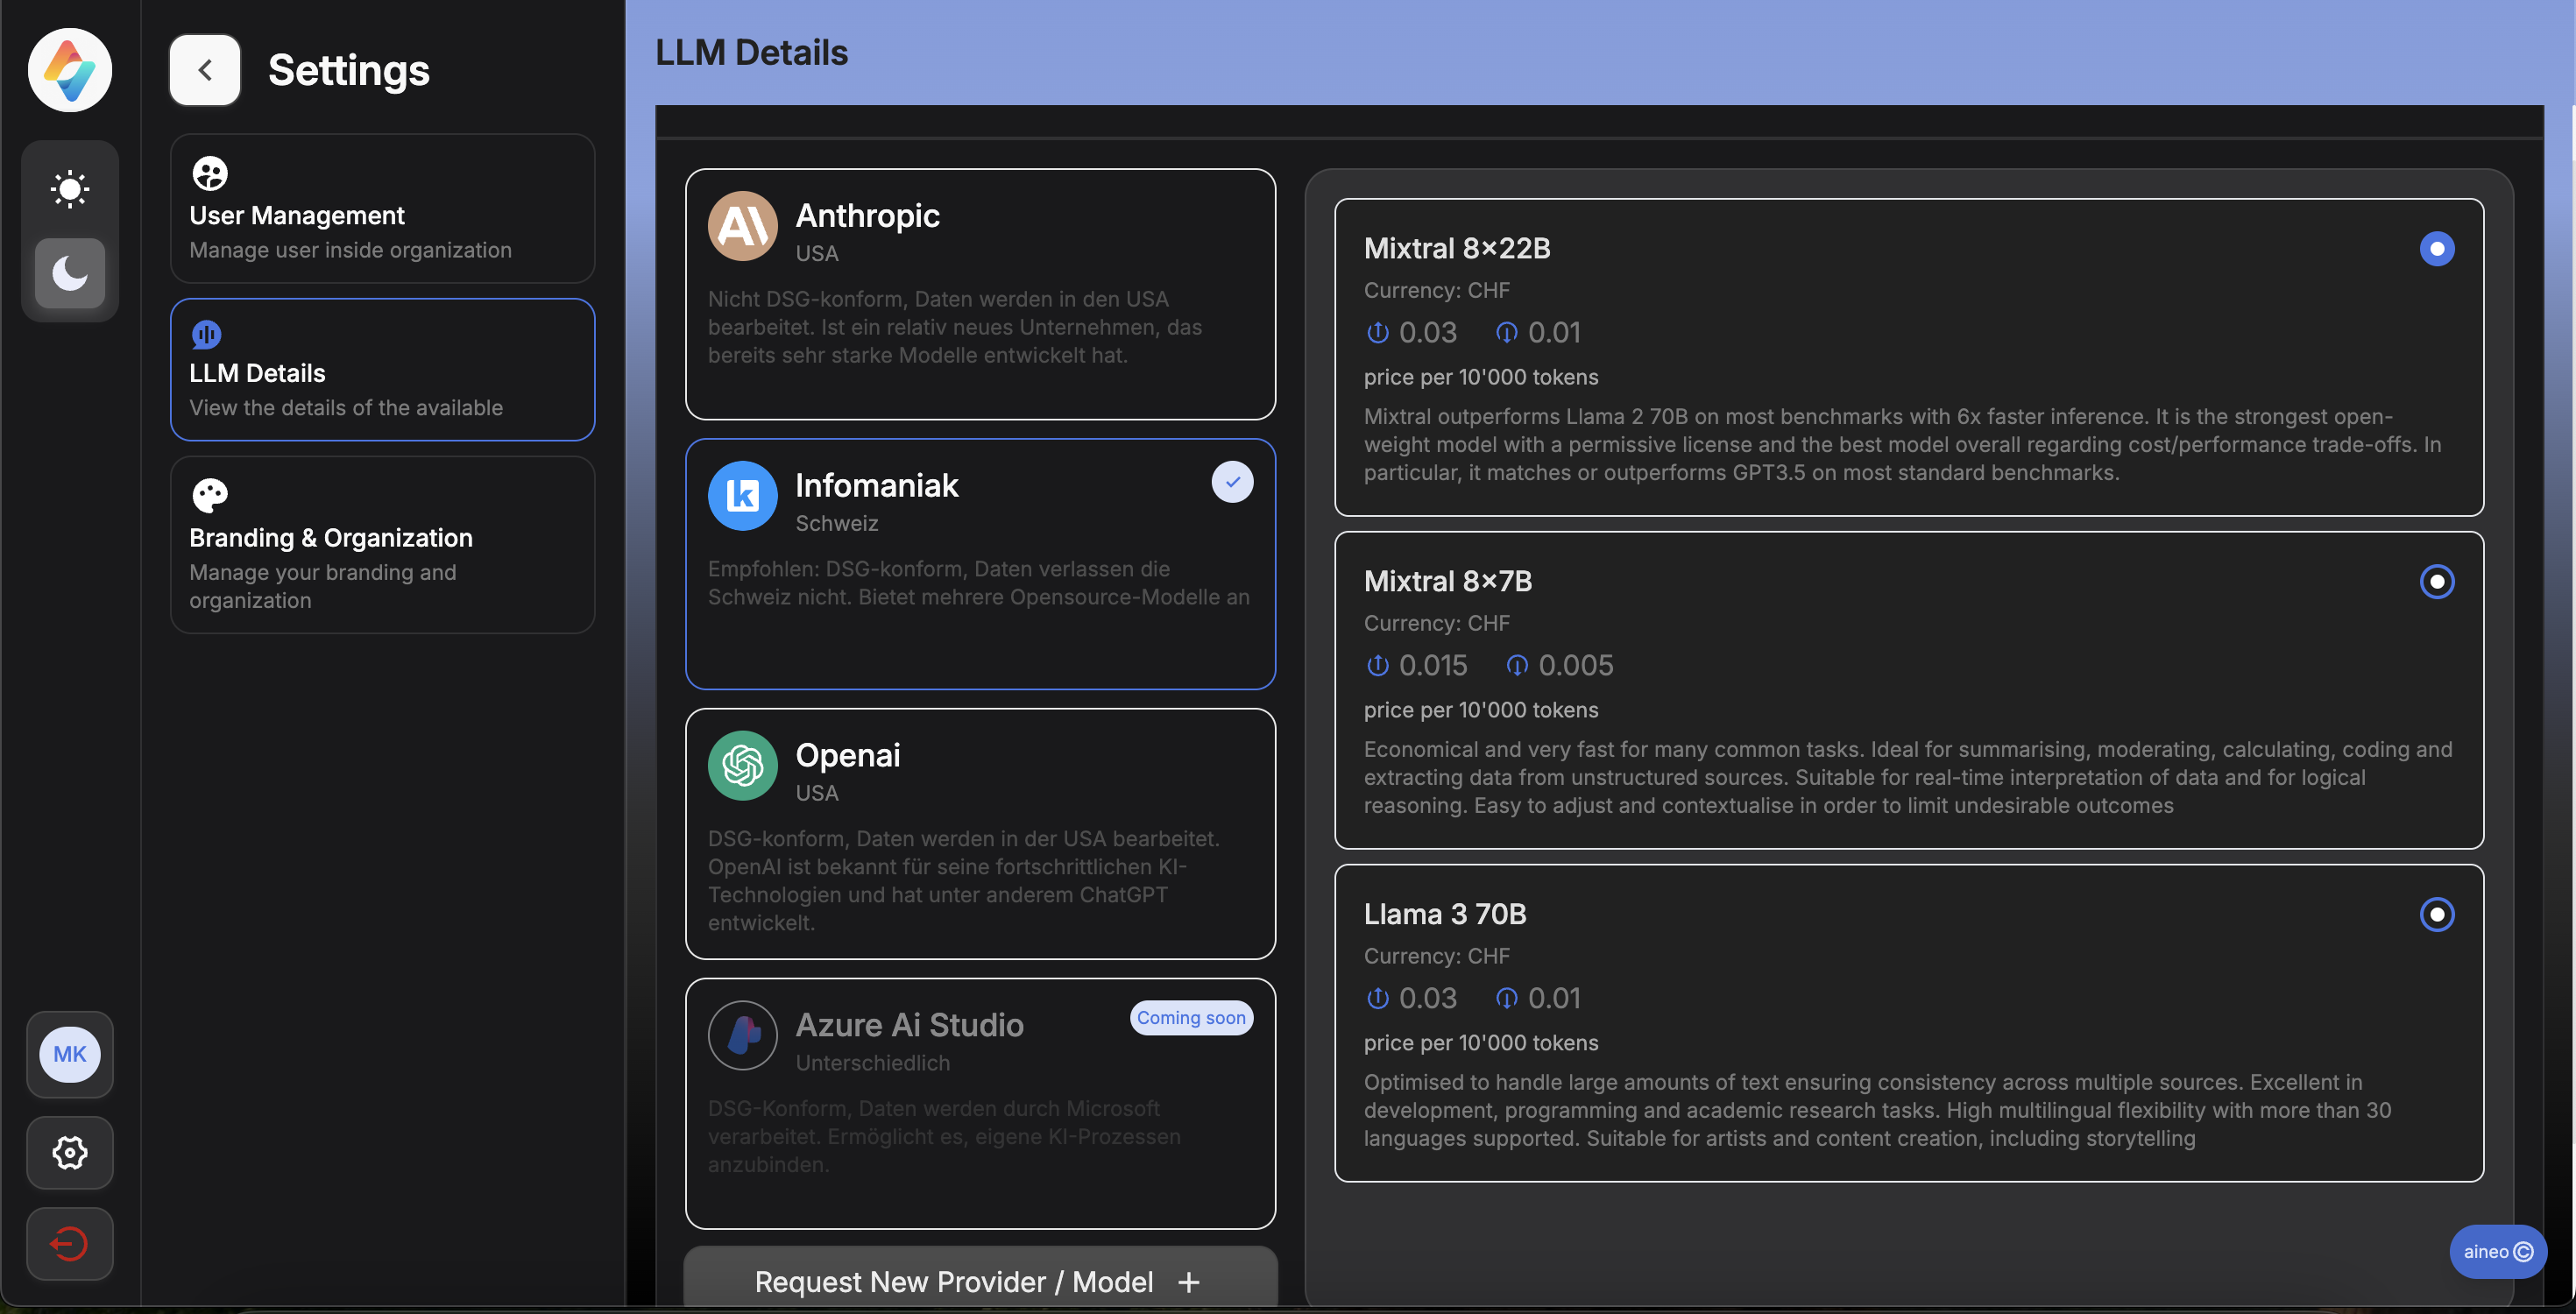 Settings
User Management
Manage user inside organization
LLM Details
View the details of the available
Branding & Organization
Manage your branding and
organization
MK
LLM Details
Anthropic
USA
Nicht DSG-konform, Daten werden in den USA
bearbeitet. Ist ein relativ neues Unternehmen, das
bereits sehr starke Modelle entwickelt hat.
Infomaniak
Schweiz
Empfohlen: DSG-konform, Daten verlassen die
Schweiz nicht. Bietet mehrere Opensource-Modelle an
Openai
USA
DSG-konform, Daten werden in der USA bearbeitet.
OpenAI ist bekannt für seine fortschrittlichen KI-
Technologien und hat unter anderem ChatGPT
entwickelt.
Azure Ai Studio
Coming soon
Unterschiedlich
DSG-Konform, Daten werden durch Microsoft
verarbeitet. Ermöglicht es, eigene KI-Prozessen
anzubinden.
Request New Provider / Model +
Mixtral 8x22B
Currency: CHF
0.03 0.01
price per 10'000 tokens
Mixtral outperforms Llama 2 70B on most benchmarks with 6x faster inference. It is the strongest open-
weight model with a permissive license and the best model overall regarding cost/performance trade-offs. In
particular, it matches or outperforms GPT3.5 on most standard benchmarks.
Mixtral 8x7B
Currency: CHF
0.015 0.005
price per 10'000 tokens
Economical and very fast for many common tasks. Ideal for summarising, moderating, calculating, coding and
extracting data from unstructured sources. Suitable for real-time interpretation of data and for logical
reasoning. Easy to adjust and contextualise in order to limit undesirable outcomes
Llama 3 70B
Currency: CHF
0.03 0.01
price per 10'000 tokens
Optimised to handle large amounts of text ensuring consistency across multiple sources. Excellent in
development, programming and academic research tasks. High multilingual flexibility with more than 30
languages supported. Suitable for artists and content creation, including storytelling
aineo ©